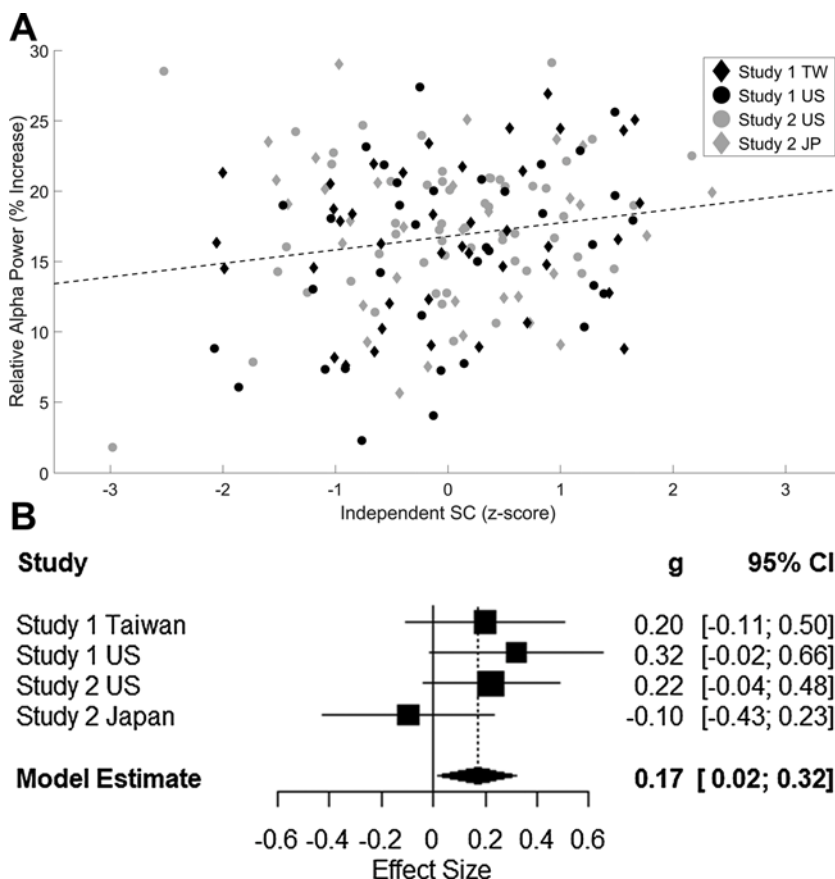 A
30
25
20
15
10
5
0
Relative Alpha Power (% Increase)
-3 -2 -1 0 1 2 3
Independent SC (z-score)
Study 1 TW
Study 1 US
Study 2 US
Study 2 JP
B
Study g 95% CI
Study 1 Taiwan 0.20 [-0.11; 0.50]
Study 1 US 0.32 [-0.02; 0.66]
Study 2 US 0.22 [-0.04; 0.48]
Study 2 Japan -0.10 [-0.43; 0.23]
Model Estimate 0.17 [ 0.02; 0.32]
-0.6 -0.4 -0.2 0 0.2 0.4 0.6
Effect Size